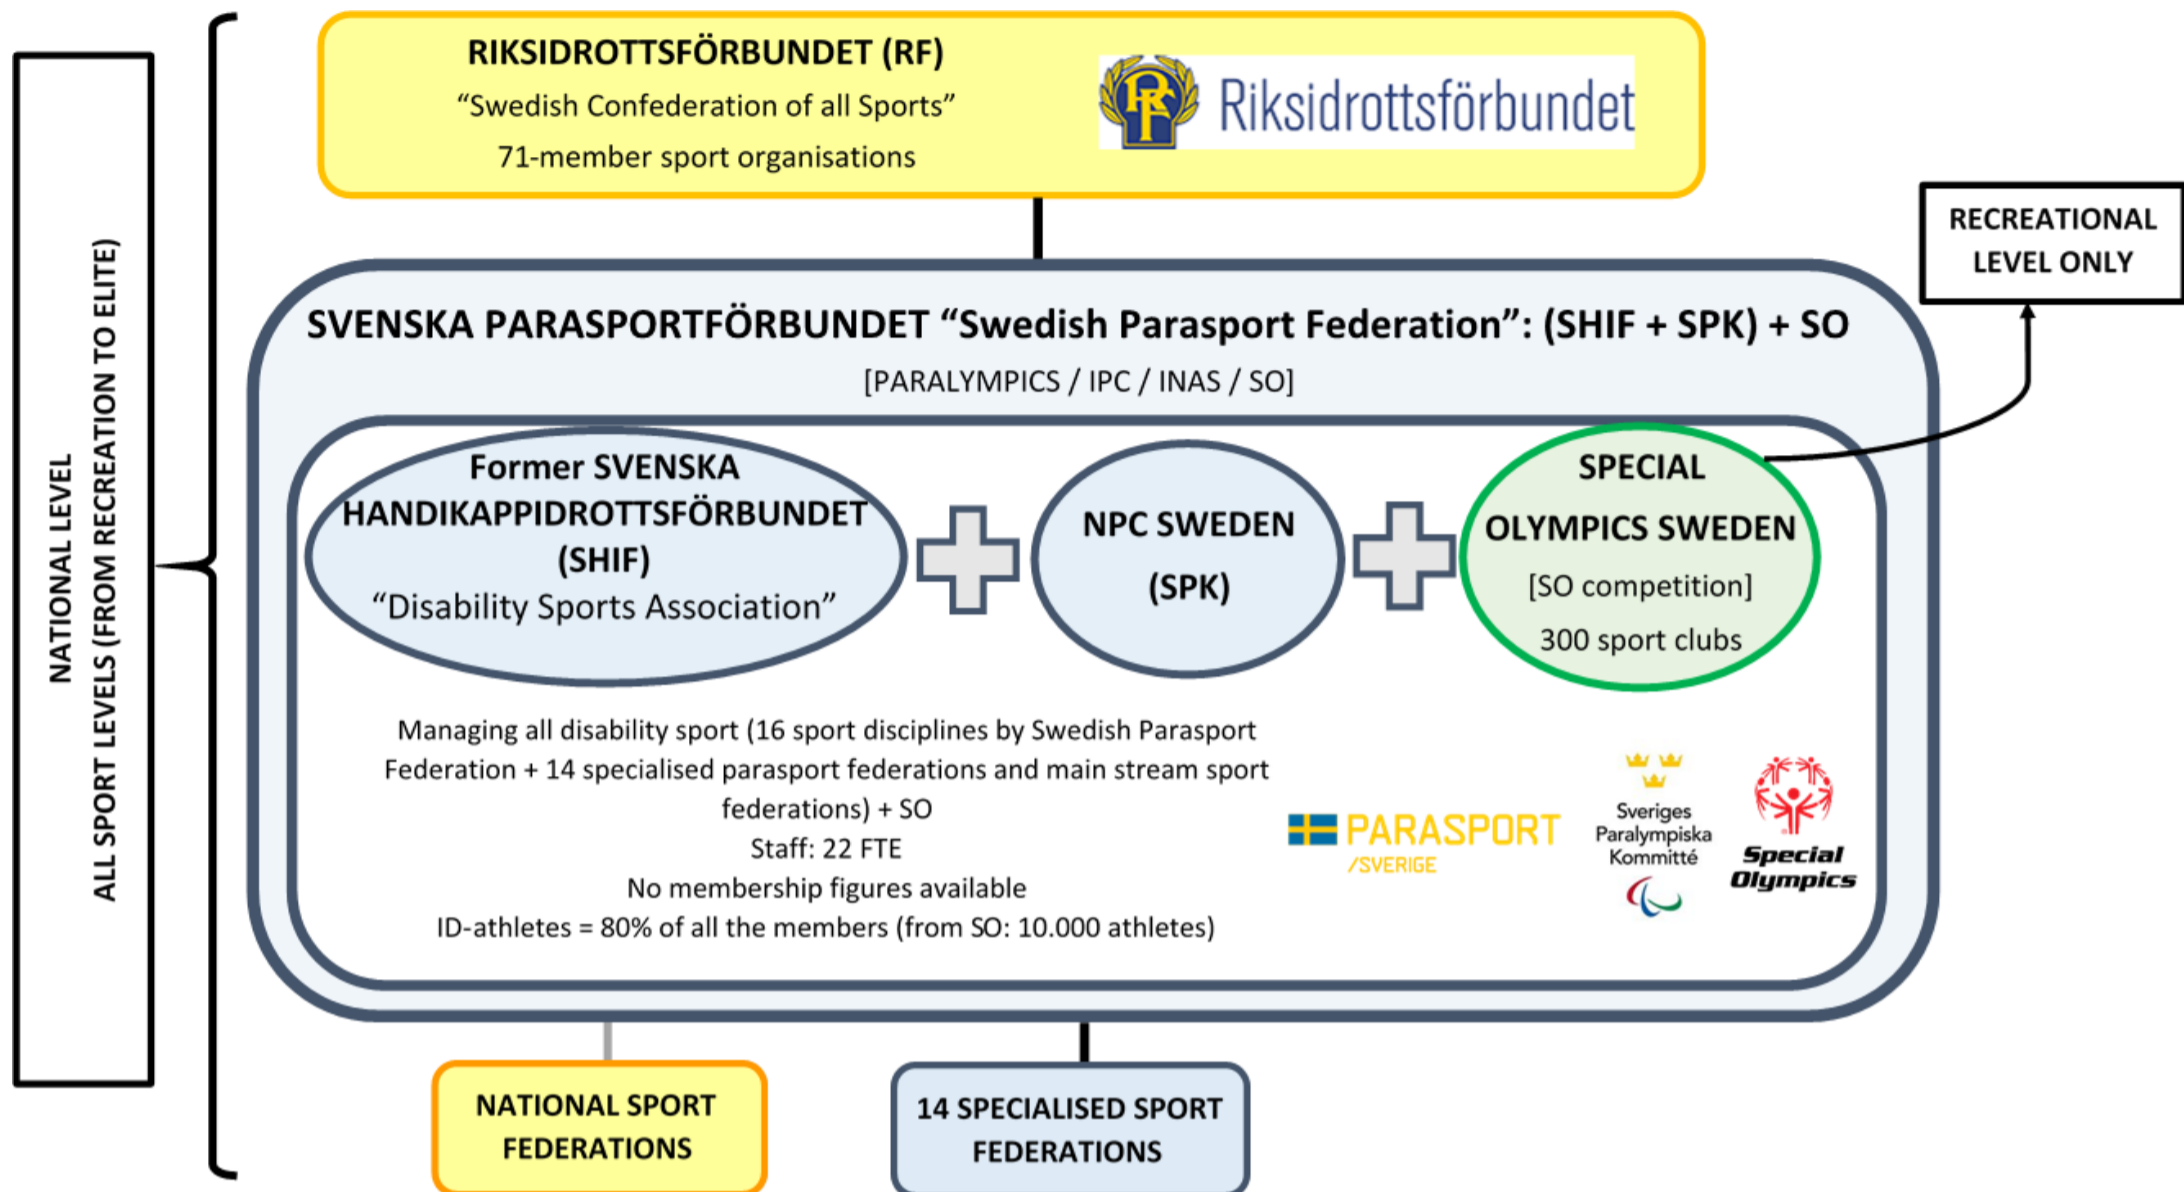 RIKSIDROTTSFÖRBUNDET (RF)
“Swedish Confederation of all Sports”
71-member sport organisations
RF
Riksidrottsförbundet
NATIONAL LEVEL
ALL SPORT LEVELS (FROM RECREATION TO ELITE)
RECREATIONAL
LEVEL ONLY
SVENSKA PARASPORTFÖRBUNDET “Swedish Parasport Federation”: (SHIF + SPK) + SO
[PARALYMPICS / IPC / INAS / SO]
Former SVENSKA
HANDIKAPPIDROTTSFÖRBUNDET
(SHIF)
“Disability Sports Association”
NPC SWEDEN
(SPK)
SPECIAL
OLYMPICS SWEDEN
[SO competition]
300 sport clubs
Managing all disability sport (16 sport disciplines by Swedish Parasport
Federation + 14 specialised parasport federations and main stream sport
federations) + SO
Staff: 22 FTE
No membership figures available
ID-athletes = 80% of all the members (from SO: 10.000 athletes)
PARASPORT
/SVERIGE
Sveriges
Paralympiska
Kommitté
Special
Olympics
NATIONAL SPORT
FEDERATIONS
14 SPECIALISED SPORT
FEDERATIONS